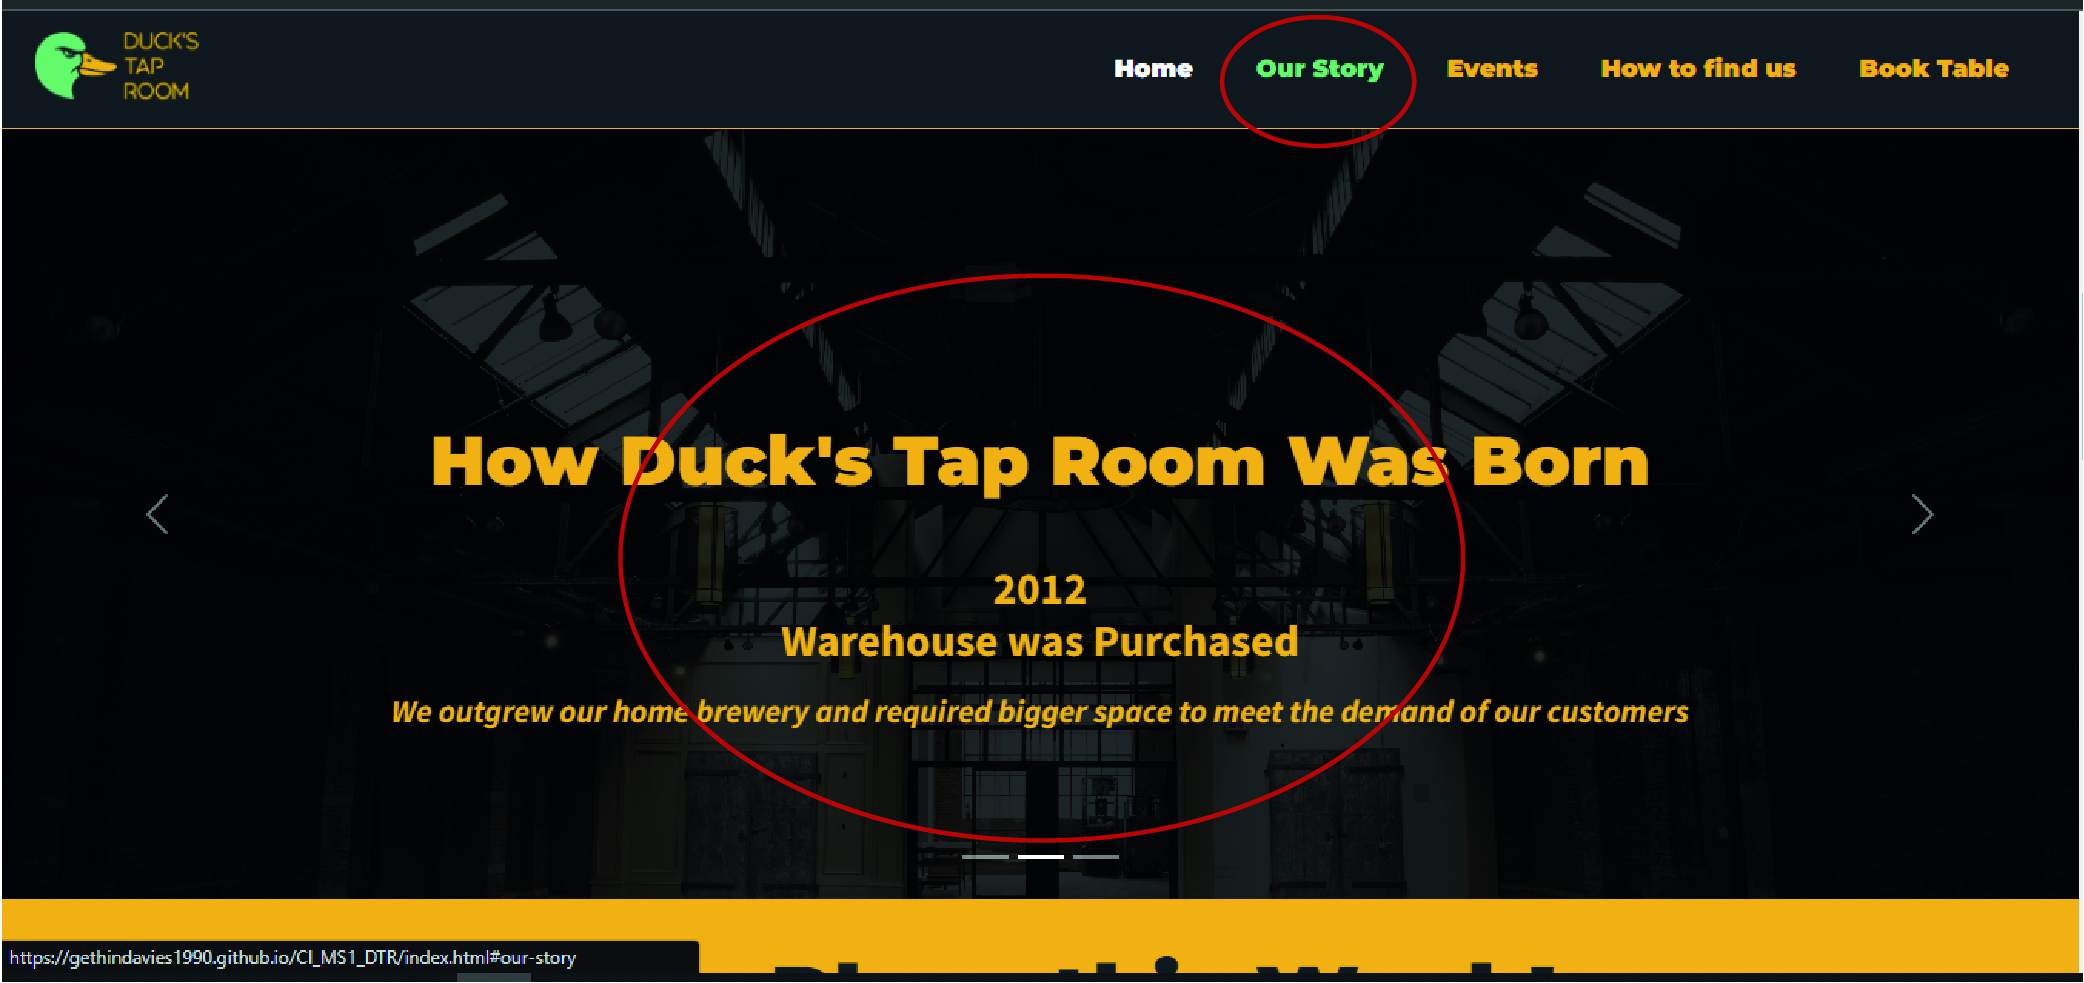 DUCK'S
TAP
ROOM
Home Our Story Events How to find us Book Table
How Duck's Tap Room Was Born
2012
Warehouse was Purchased
We outgrew our home brewery and required bigger space to meet the demand of our customers
https://gethindavies1990.github.io/CI_MS1_DTR/index.html#our-story